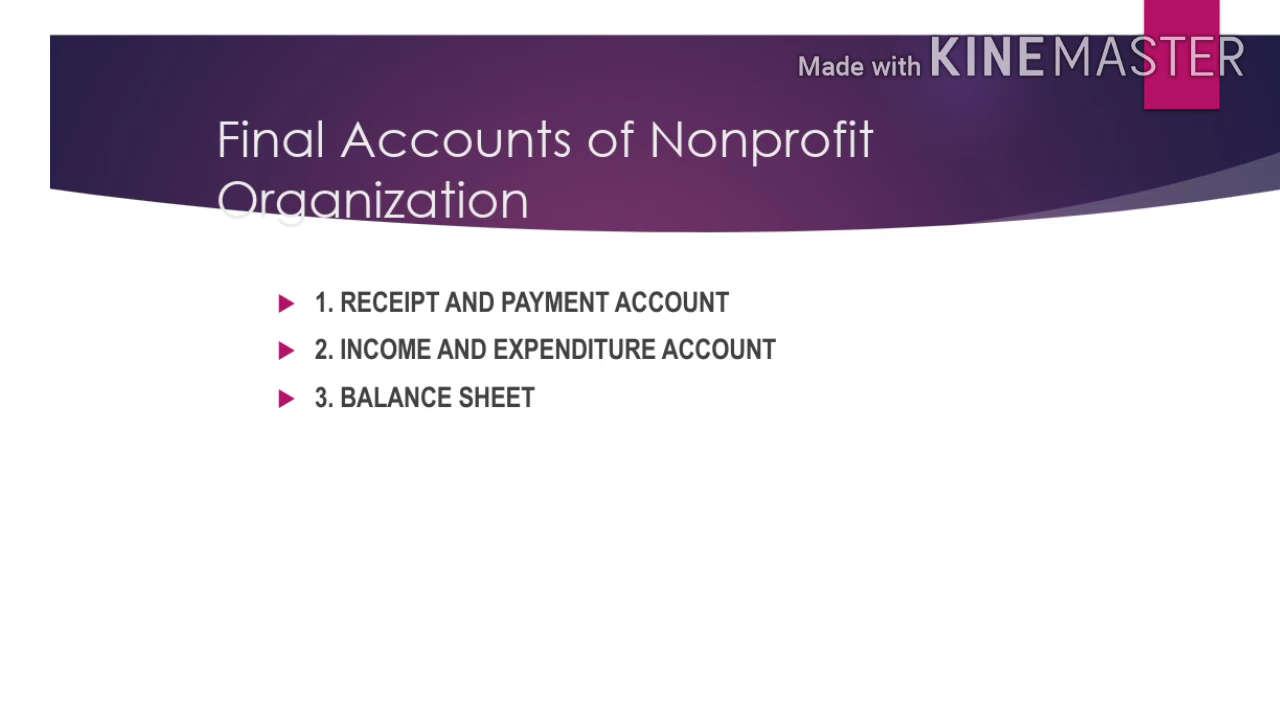 Made with KINEMASTER
Final Accounts of Nonprofit
Organization
1. RECEIPT AND PAYMENT ACCOUNT
2. INCOME AND EXPENDITURE ACCOUNT
3. BALANCE SHEET